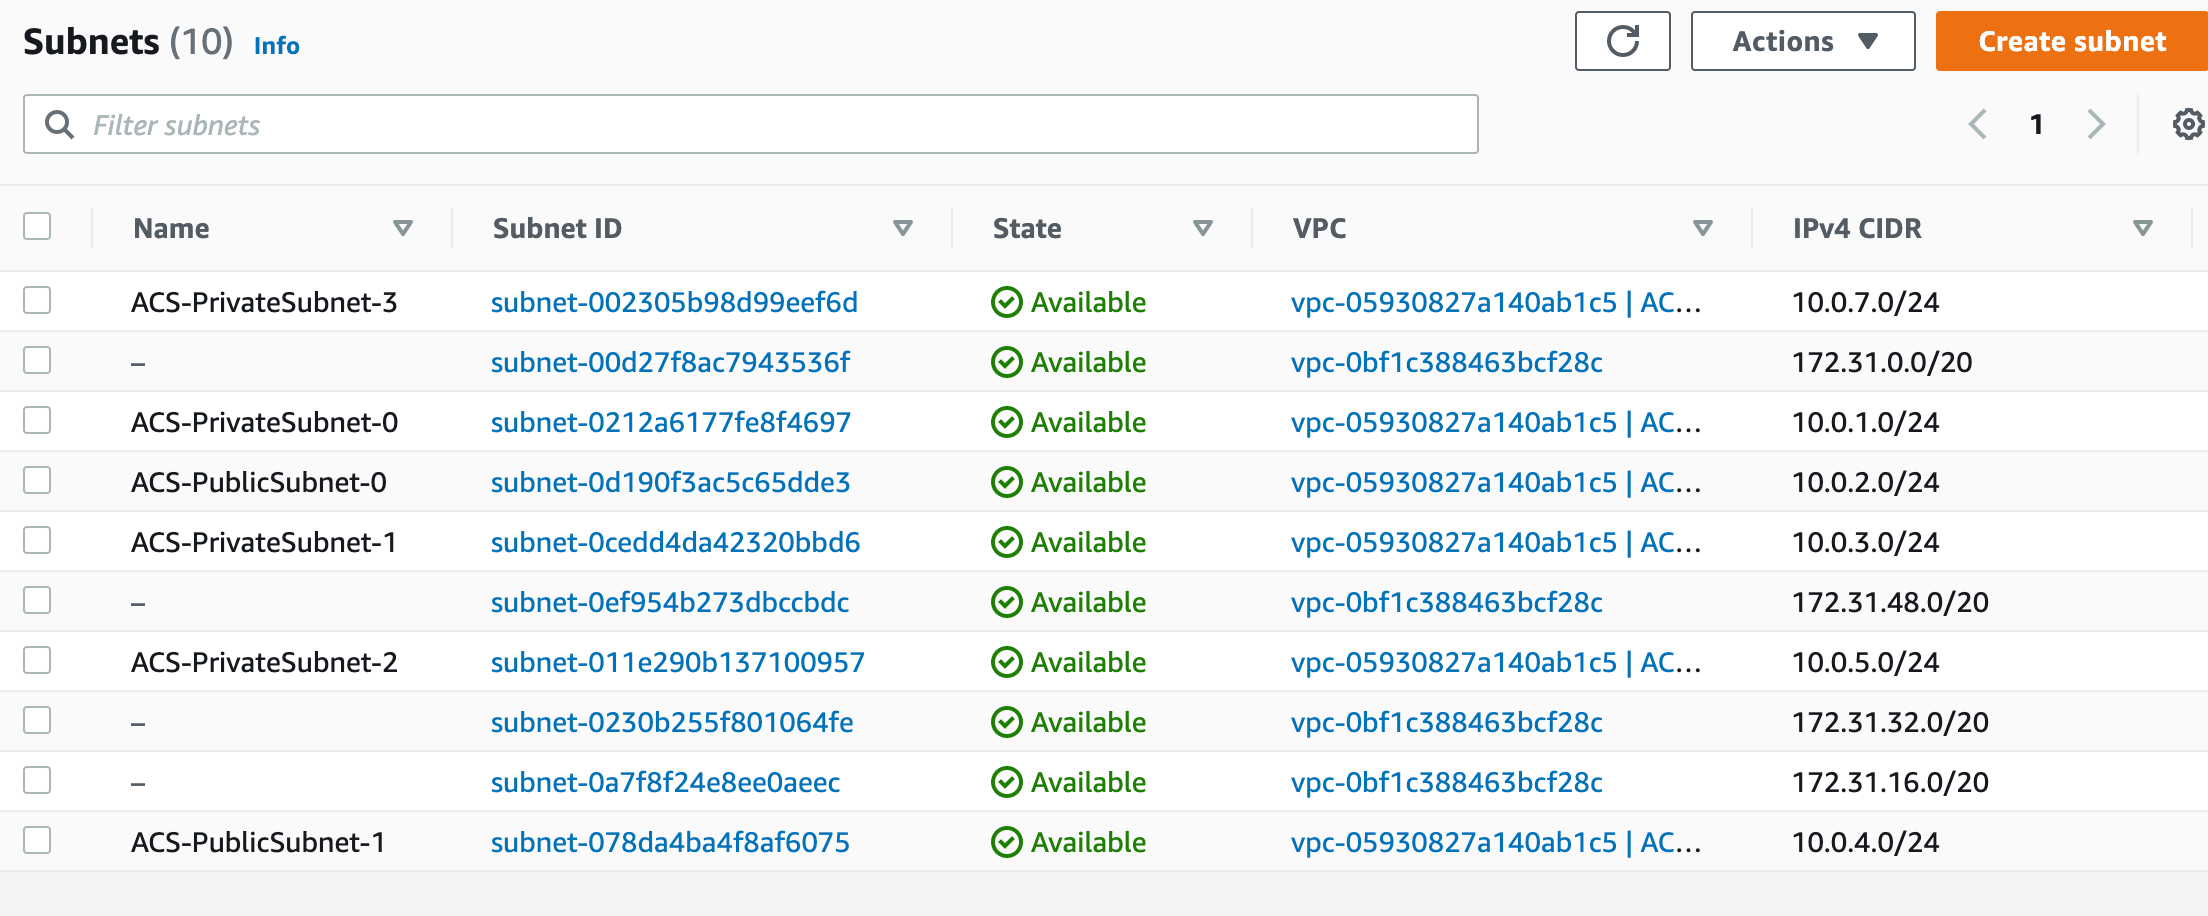 Subnets (10) Info
Actions
Create subnet
Filter subnets
1
Name Subnet ID State VPC IPv4 CIDR
ACS-PrivateSubnet-3 subnet-002305b98d99eef6d Available vpc-05930827a140ab1c5 | AC... 10.0.7.0/24
– subnet-00d27f8ac7943536f Available vpc-0bf1c388463bcf28c 172.31.0.0/20
ACS-PrivateSubnet-0 subnet-0212a6177fe8f4697 Available vpc-05930827a140ab1c5 | AC... 10.0.1.0/24
ACS-PublicSubnet-0 subnet-0d190f3ac5c65dde3 Available vpc-05930827a140ab1c5 | AC... 10.0.2.0/24
ACS-PrivateSubnet-1 subnet-0cedd4da42320bbd6 Available vpc-05930827a140ab1c5 | AC... 10.0.3.0/24
– subnet-0ef954b273dbccbdc Available vpc-0bf1c388463bcf28c 172.31.48.0/20
ACS-PrivateSubnet-2 subnet-011e290b137100957 Available vpc-05930827a140ab1c5 | AC... 10.0.5.0/24
– subnet-0230b255f801064fe Available vpc-0bf1c388463bcf28c 172.31.32.0/20
– subnet-0a7f8f24e8ee0aeec Available vpc-0bf1c388463bcf28c 172.31.16.0/20
ACS-PublicSubnet-1 subnet-078da4ba4f8af6075 Available vpc-05930827a140ab1c5 | AC... 10.0.4.0/24